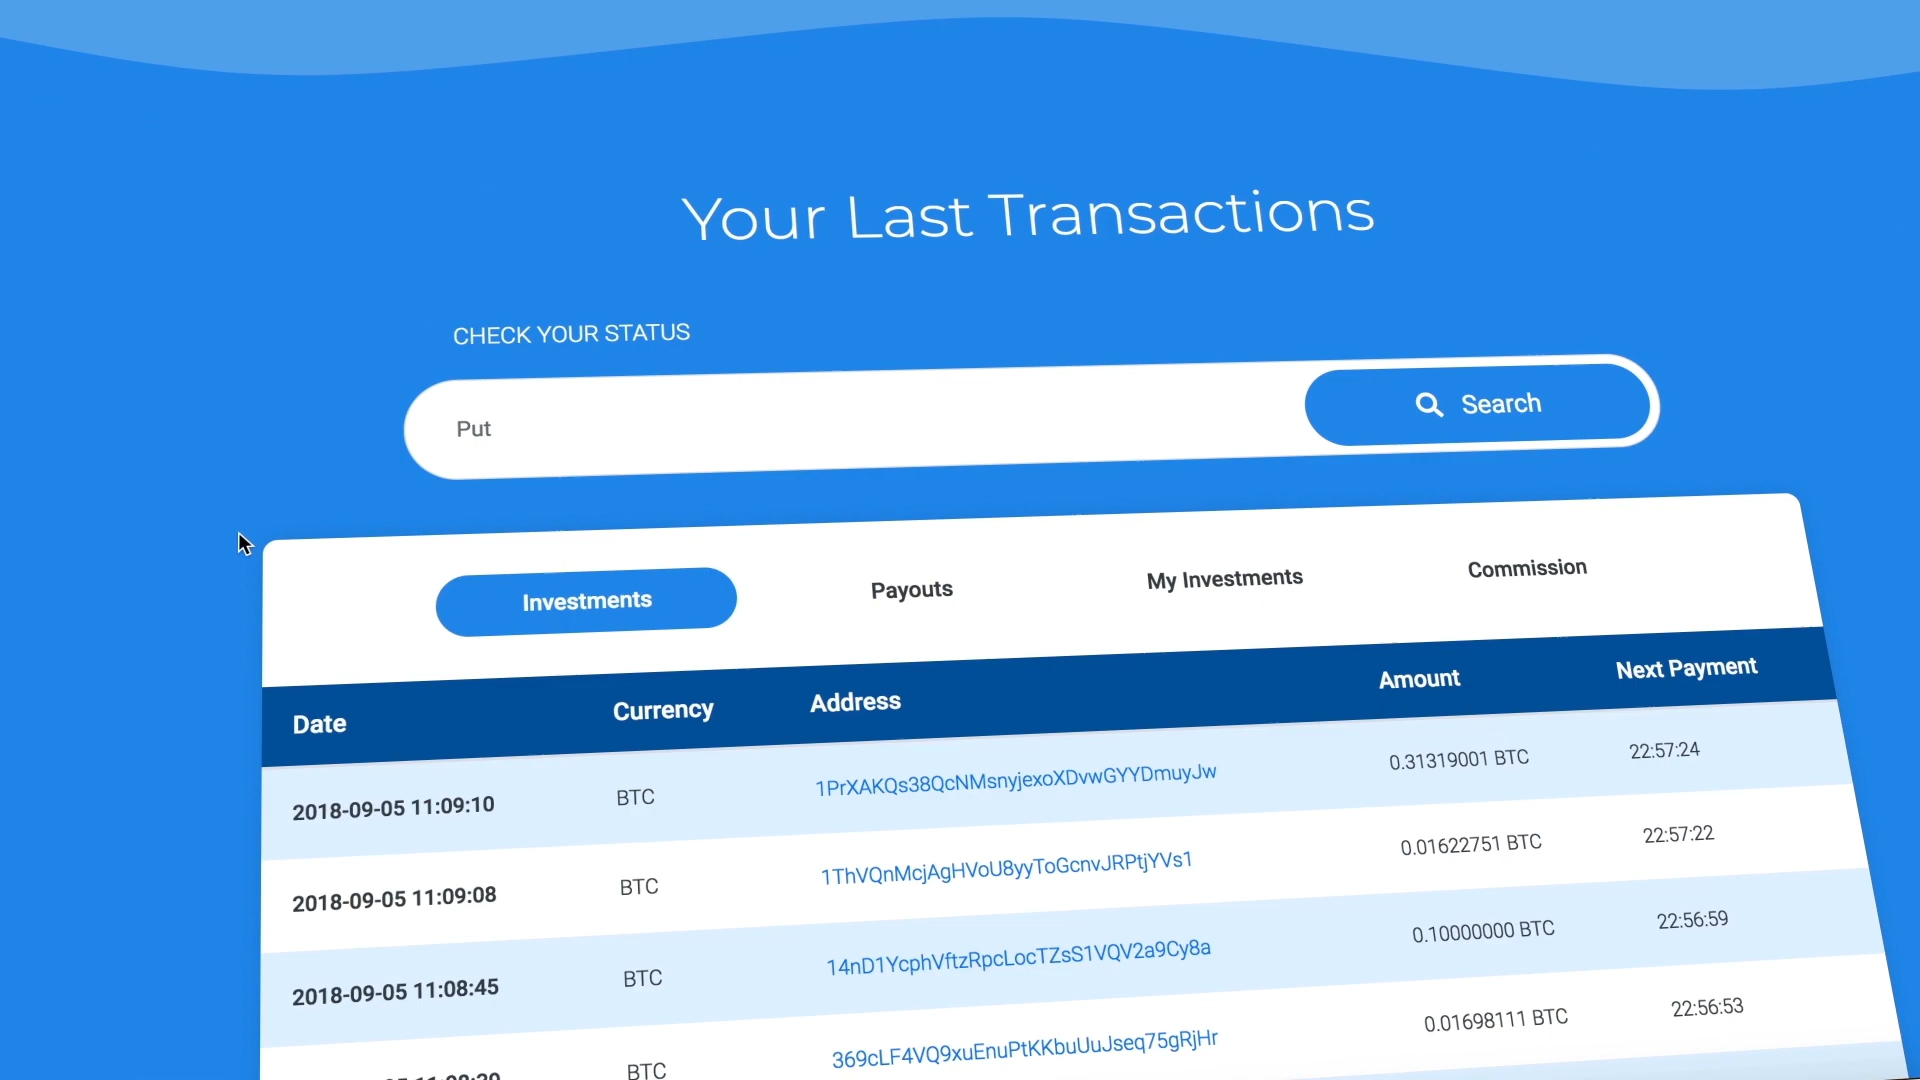 Your Last Transactions
CHECK YOUR STATUS
Put
Search
Investments Payouts My Investments Commission
Date Currency Address Amount Next Payment
2018-09-05 11:09:10 BTC 1PrXAKQs38QcNMsnyjexoXDvwGYYDmuyJw 0.31319001 BTC 22:57:24
2018-09-05 11:09:08 BTC 1ThVQnMcjAgHVoU8yyToGcnvJRPtjYVs1 0.01622751 BTC 22:57:22
2018-09-05 11:08:45 BTC 14nD1YcphVftzRpcLocTZsS1VQV2a9Cy8a 0.10000000 BTC 22:56:59
BTC 369cLF4VQ9xuEnuPtKKbuUuJseq75gRjHr 0.01698111 BTC 22:56:53